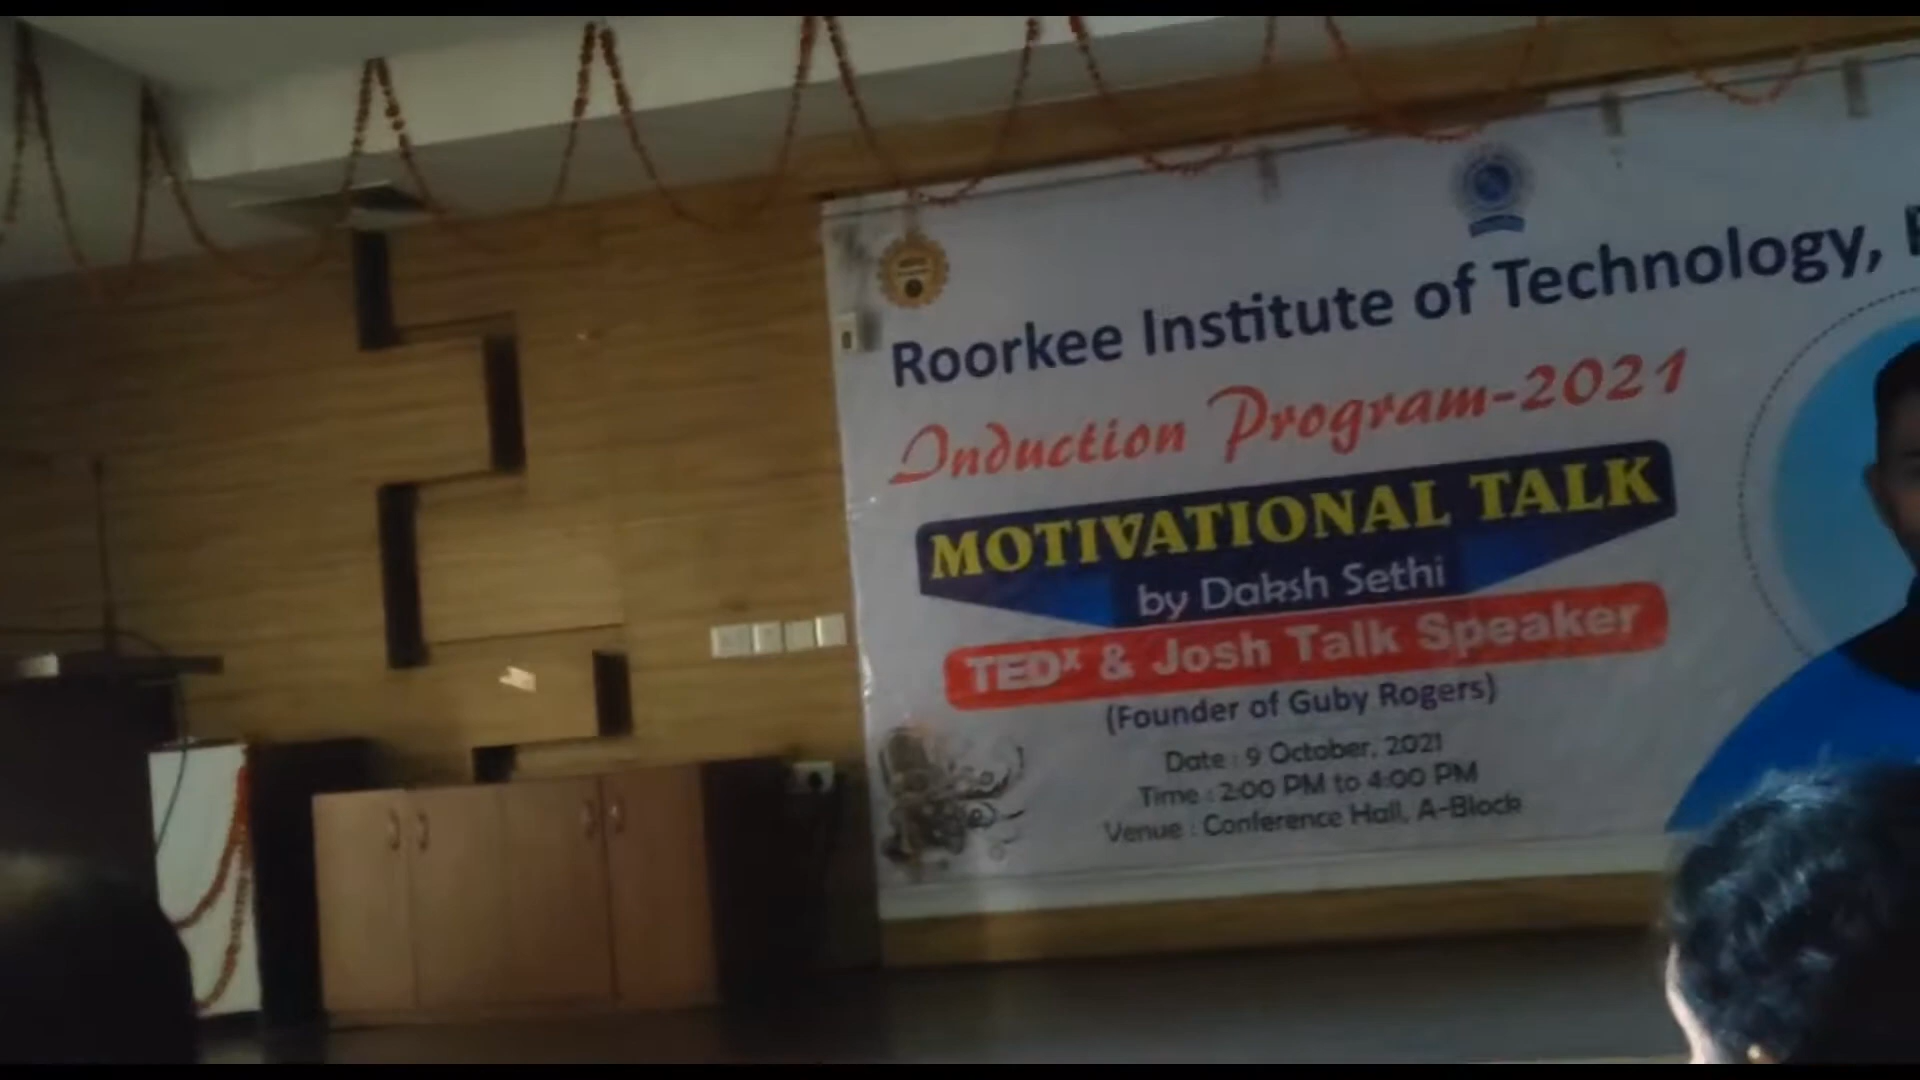 Roorkee Institute of Technology,
Induction Program-2021
MOTIVATIONAL TALK
by Daksh Sethi
TEDx & Josh Talk Speaker
(Founder of Guby Rogers)
Date : 9 October, 2021
Time : 2:00 PM to 4:00 PM
Venue : Conference Hall, A-Block